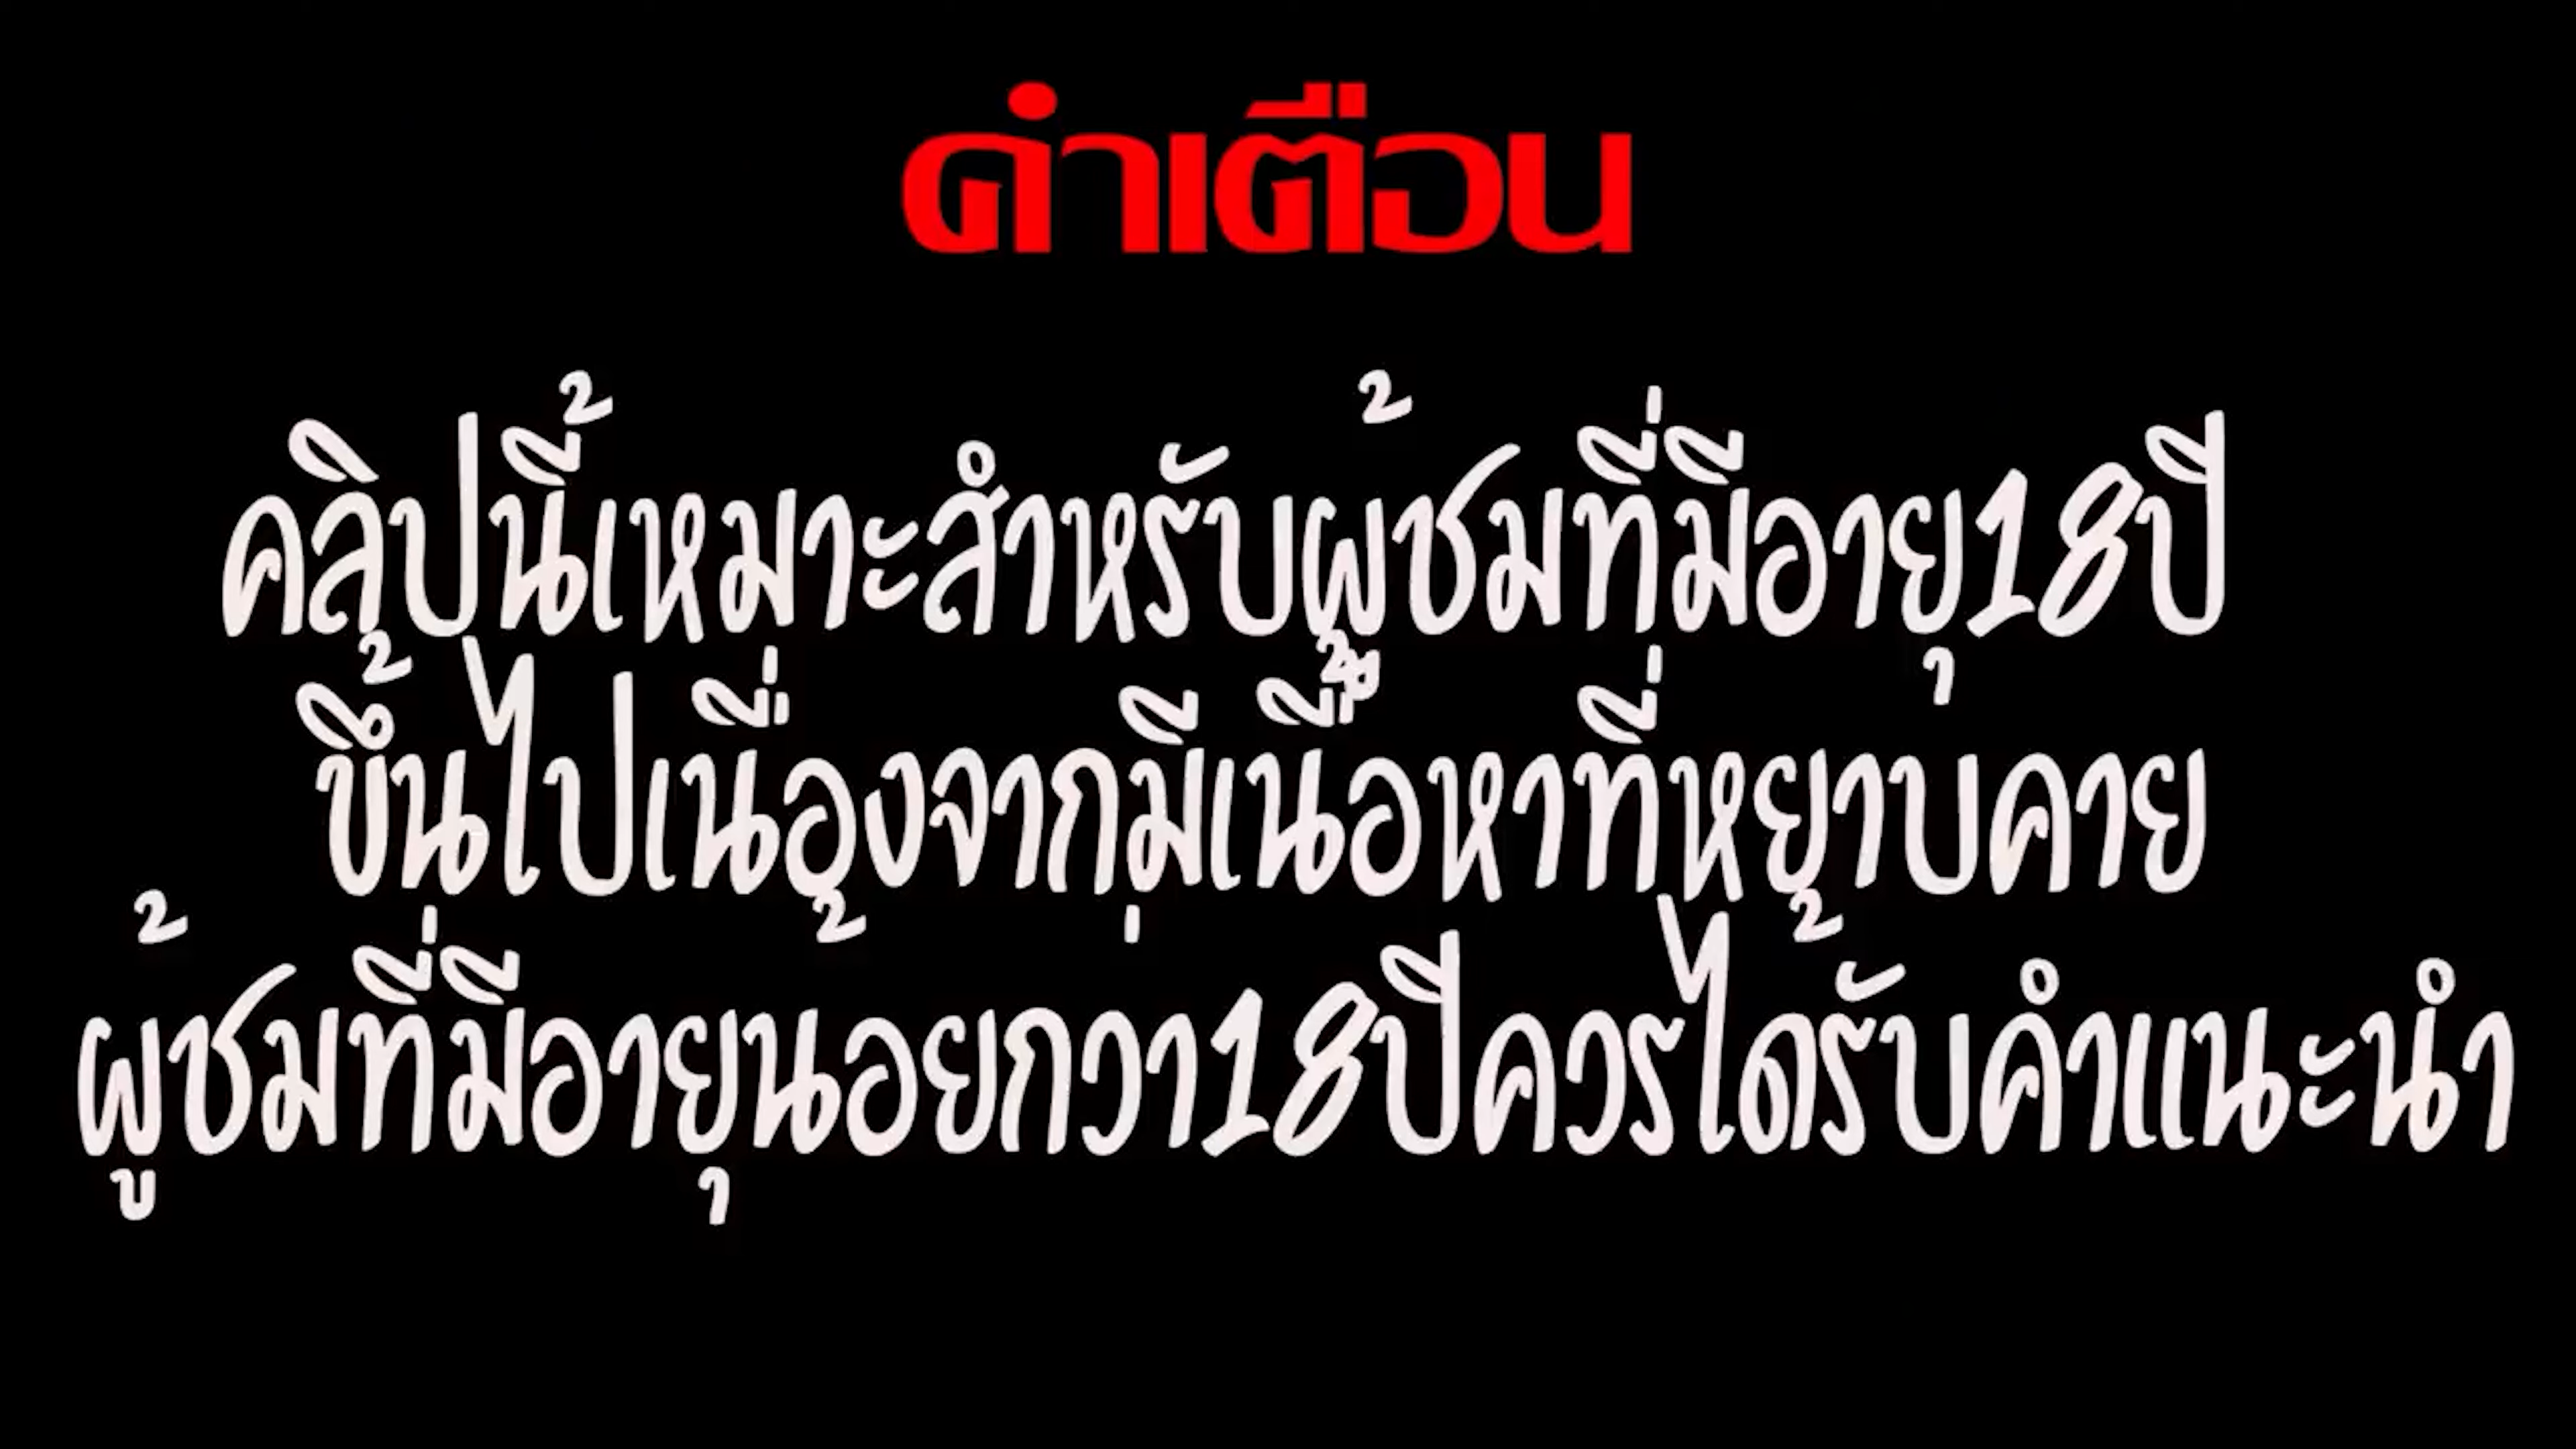 คำเตือน
คลิปนี้เหมาะสำหรับผู้ชมที่มีอายุ18ปี
ขึ้นไปเนื่องจากมีเนื้อหาที่หยาบคาย
ผู้ชมที่มีอายุน้อยกว่า18ปีควรได้รับคำแนะนำ